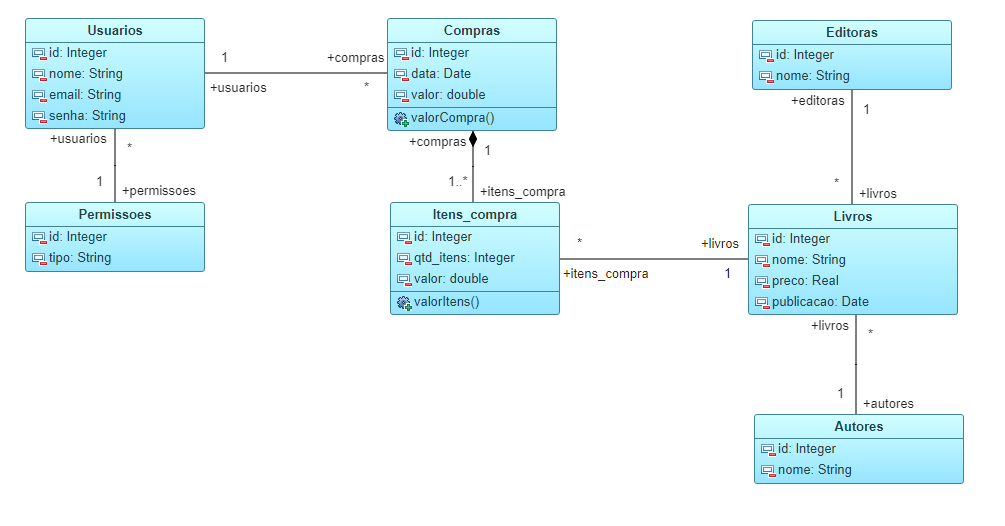 Usuarios
id: Integer
nome: String
email: String
senha: String
1
+compras
+usuarios
*
Compras
id: Integer
data: Date
valor: double
valorCompra()
Editoras
id: Integer
nome: String
+editoras
1
*
+livros
+usuarios
*
1
+permissoes
Permissoes
id: Integer
tipo: String
+compras
1
1..*
+itens_compra
Itens_compra
id: Integer
qtd_itens: Integer
valor: double
valorItens()
*
+livros
+itens_compra
1
Livros
id: Integer
nome: String
preco: Real
publicacao: Date
+livros
*
1
+autores
Autores
id: Integer
nome: String